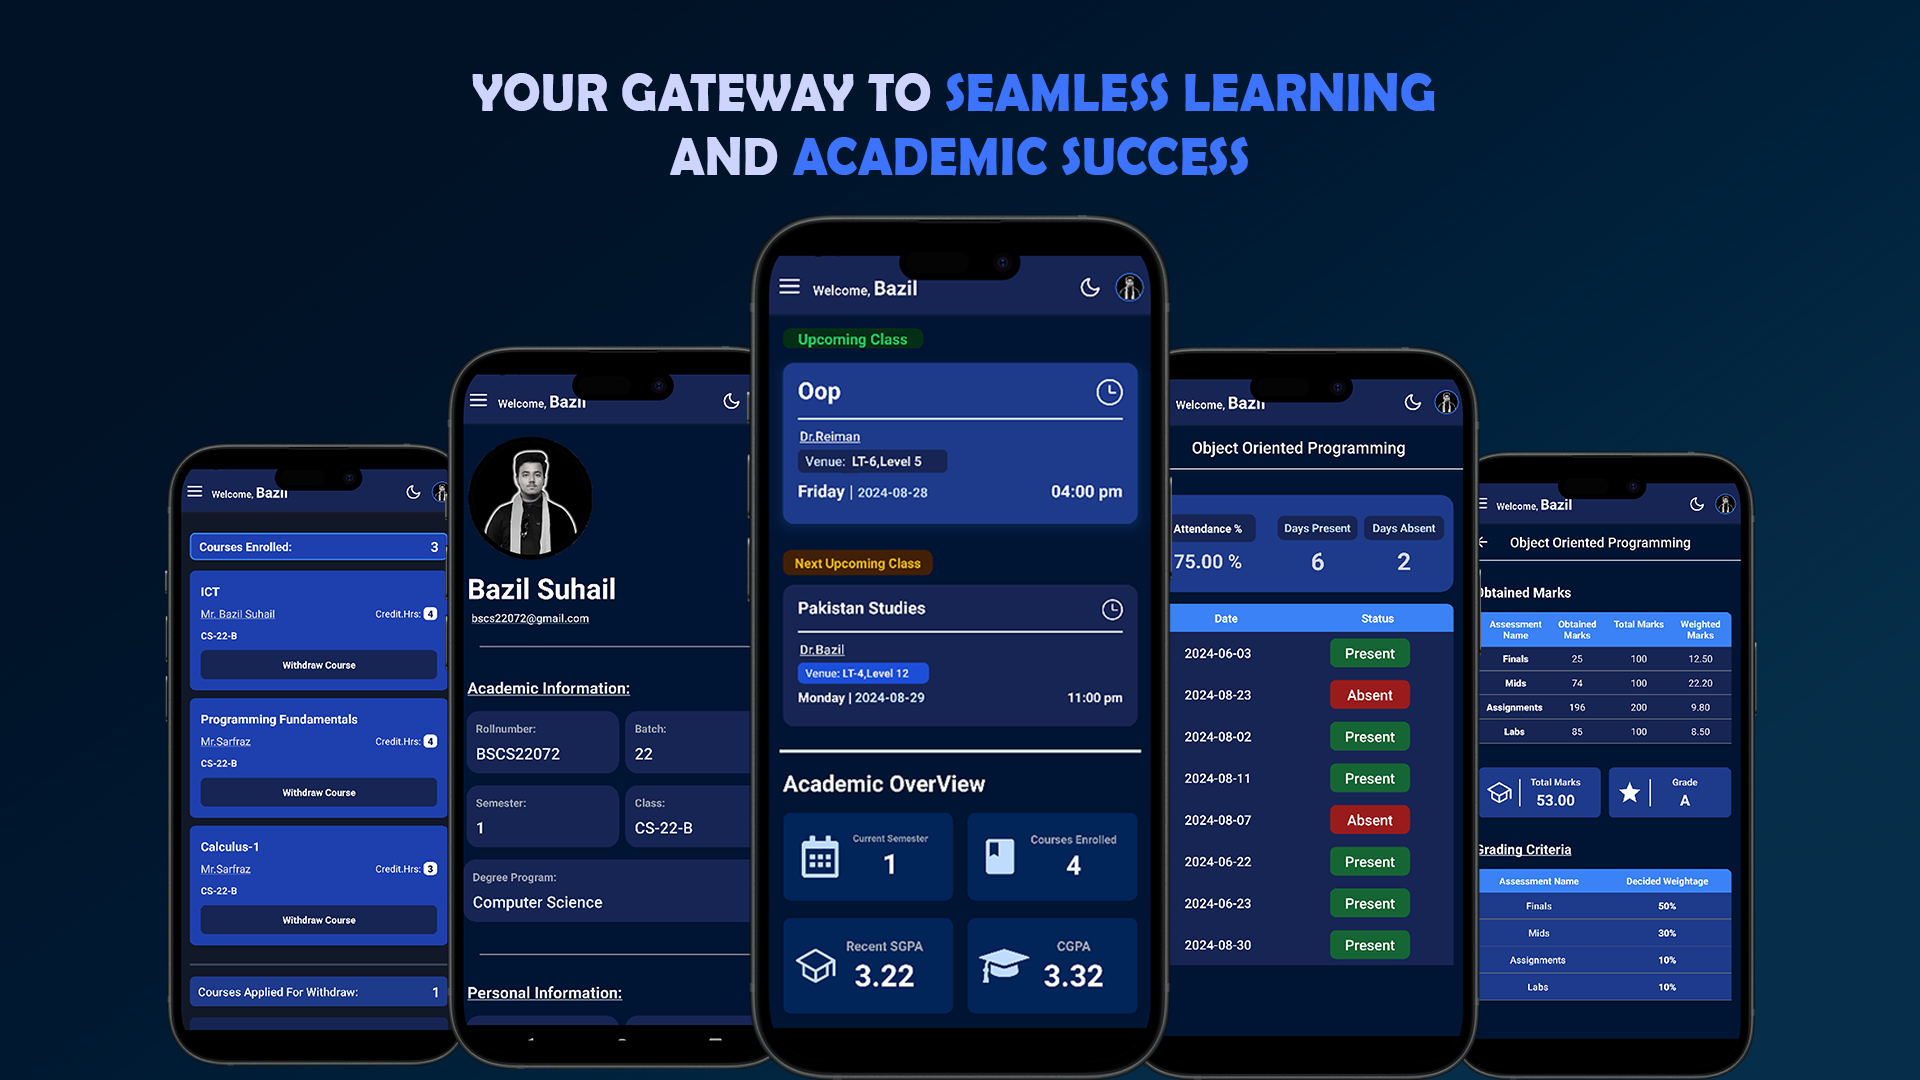 YOUR GATEWAY TO SEAMLESS LEARNING
AND ACADEMIC SUCCESS
Welcome, Bazil
Courses Enrolled: 3
ICT
Mr. Bazil Suhail Credit.Hrs: 4
CS-22-B
Withdraw Course
Programming Fundamentals
Mr.Sarfraz Credit.Hrs: 4
CS-22-B
Withdraw Course
Calculus-1
Mr.Sarfraz Credit.Hrs: 3
CS-22-B
Withdraw Course
Courses Applied For Withdraw: 1
Welcome, Bazil
Bazil Suhail
bscs22072@gmail.com
Academic Information:
Rollnumber: Batch:
BSCS22072 22
Semester: Class:
1 CS-22-B
Degree Program:
Computer Science
Personal Information:
Welcome, Bazil
Upcoming Class
Oop
Dr.Reiman
Venue: LT-6,Level 5
Friday | 2024-08-28 04:00 pm
Next Upcoming Class
Pakistan Studies
Dr.Bazil
Venue: LT-4,Level 12
Monday | 2024-08-29 11:00 pm
Academic OverView
Current Semester Courses Enrolled
1 4
Recent SGPA CGPA
3.22 3.32
Welcome, Bazil
Object Oriented Programming
Attendance % Days Present Days Absent
75.00 % 6 2
Date Status
2024-06-03 Present
2024-08-23 Absent
2024-08-02 Present
2024-08-11 Present
2024-08-07 Absent
2024-06-22 Present
2024-06-23 Present
2024-08-30 Present
Welcome, Bazil
Object Oriented Programming
Obtained Marks
Assessment Obtained Total Marks Weighted
Name Marks Marks
Finals 25 100 12.50
Mids 74 100 22.20
Assignments 196 200 9.80
Labs 85 100 8.50
Total Marks Grade
53.00 A
Grading Criteria
Assessment Name Decided Weightage
Finals 50%
Mids 30%
Assignments 10%
Labs 10%